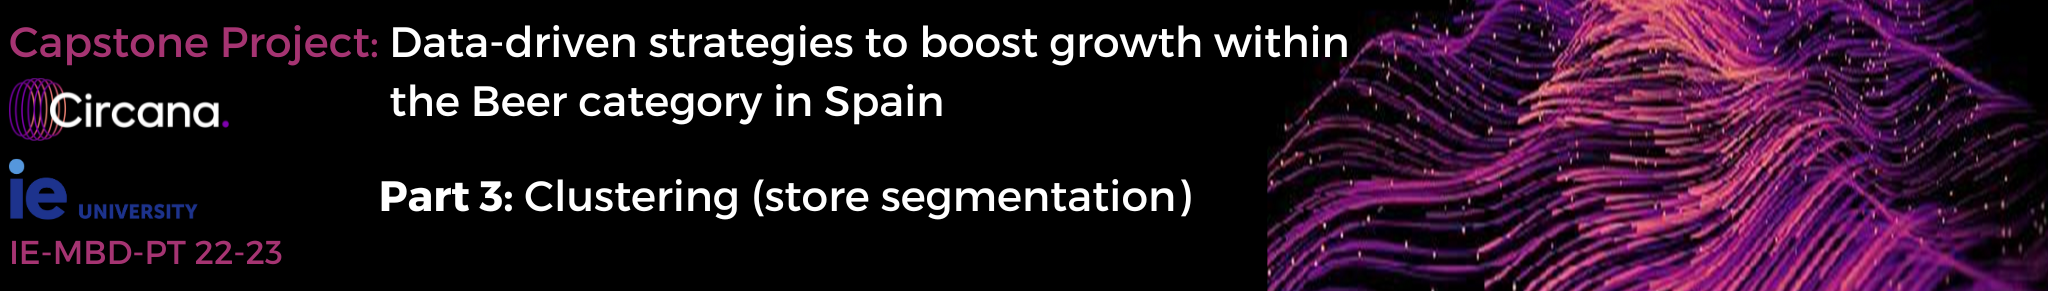 Capstone Project: Data-driven strategies to boost growth within
the Beer category in Spain
Circana.
Part 3: Clustering (store segmentation)
ie UNIVERSITY
IE-MBD-PT 22-23